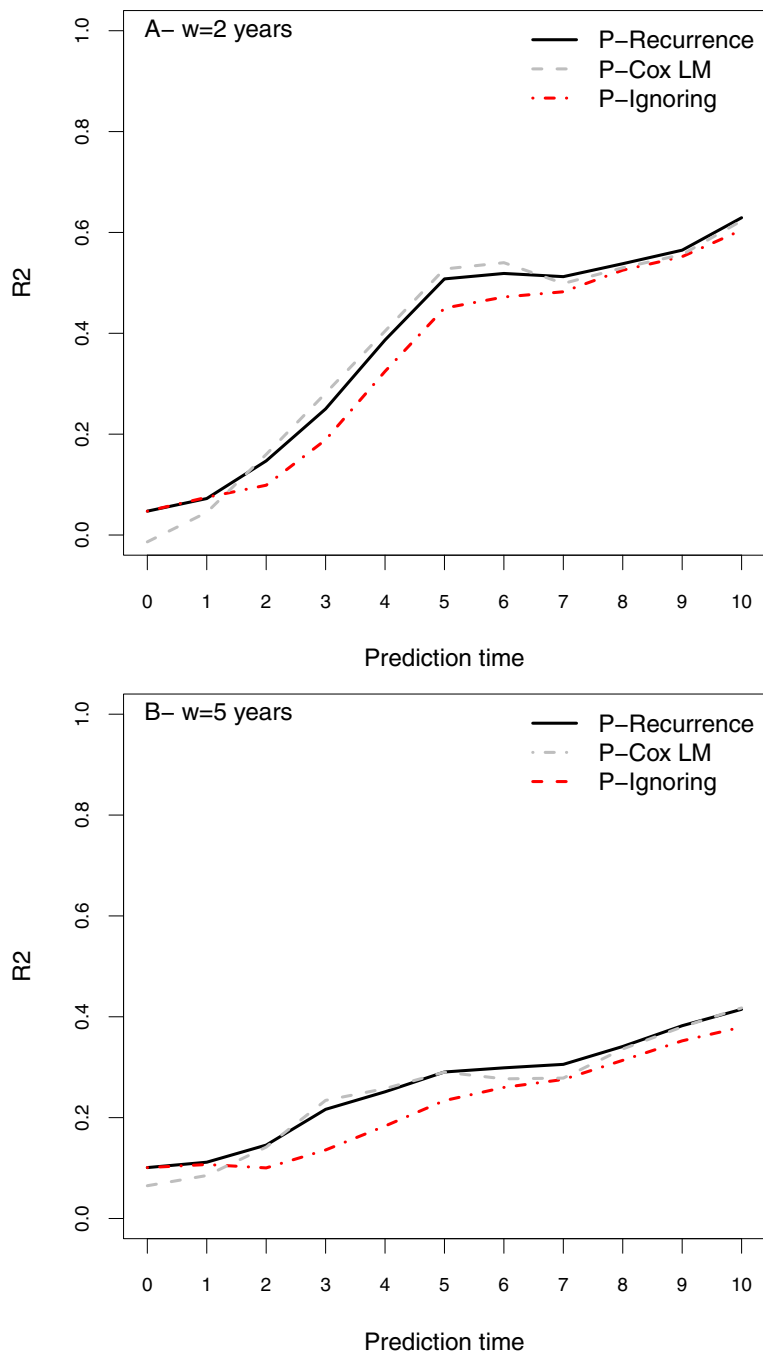 A− w=2 years
P−Recurrence
P−Cox LM
P−Ignoring
R2
1.0
0.8
0.6
0.4
0.2
0.0
0 1 2 3 4 5 6 7 8 9 10
Prediction time
B− w=5 years
P−Recurrence
P−Cox LM
P−Ignoring
R2
1.0
0.8
0.6
0.4
0.2
0.0
0 1 2 3 4 5 6 7 8 9 10
Prediction time